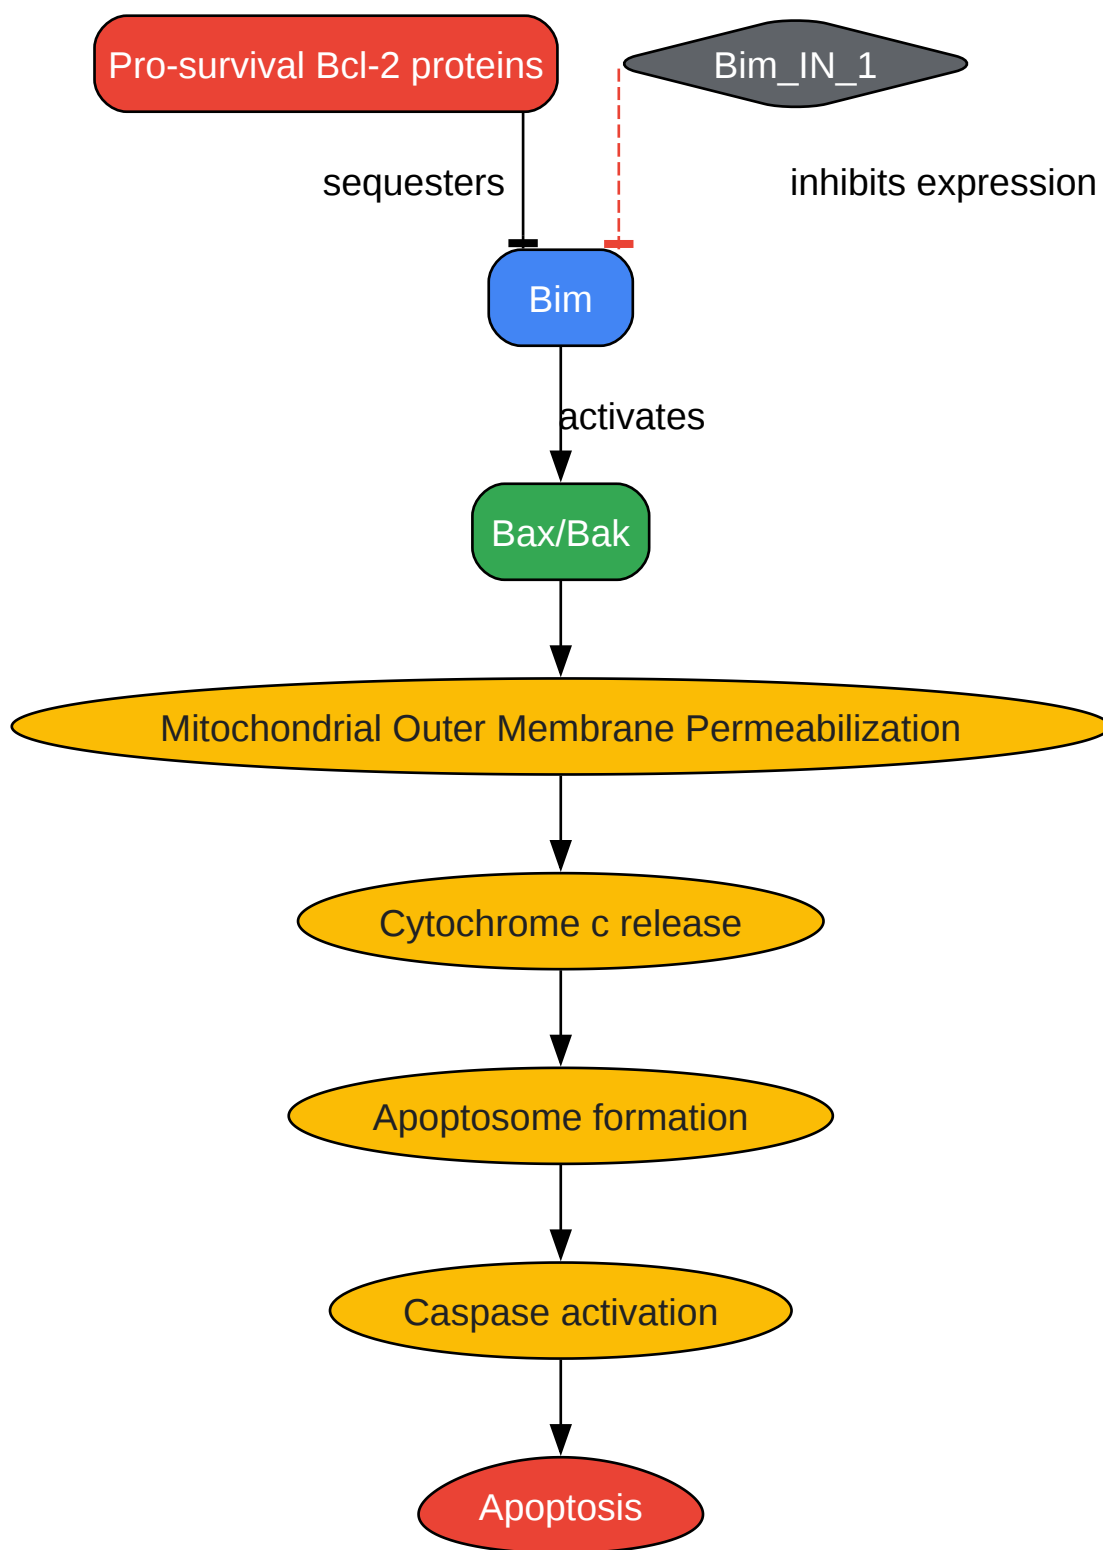 Pro-survival Bcl-2 proteins
Bim_IN_1
sequesters
inhibits expression
Bim
activates
Bax/Bak
Mitochondrial Outer Membrane Permeabilization
Cytochrome c release
Apoptosome formation
Caspase activation
Apoptosis